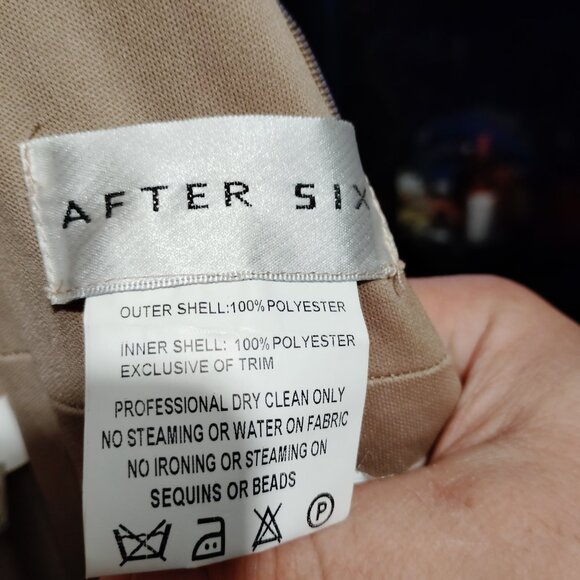 AFTER SIX
OUTER SHELL:100% POLYESTER
INNER SHELL: 100% POLYESTER
EXCLUSIVE OF TRIM
PROFESSIONAL DRY CLEAN ONLY
NO STEAMING OR WATER ON FABRIC
NO IRONING OR STEAMING ON
SEQUINS OR BEADS
P